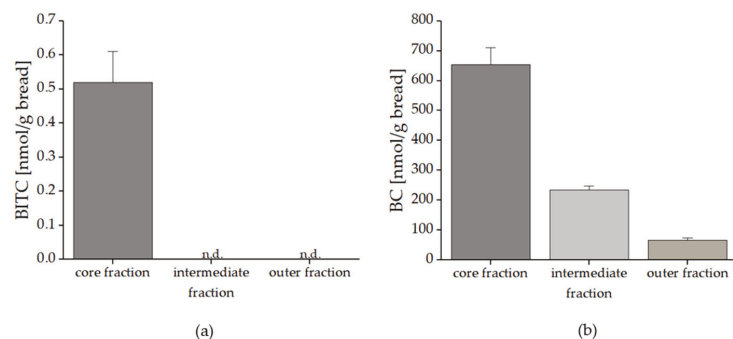 BITC [nmol/g bread]
0.7
0.6
0.5
0.4
0.3
0.2
0.1
0.0
n.d.
n.d.
core fraction
intermediate
fraction
outer fraction
(a)
BC [nmol/g bread]
800
700
600
500
400
300
200
100
0
core fraction
intermediate
fraction
outer fraction
(b)